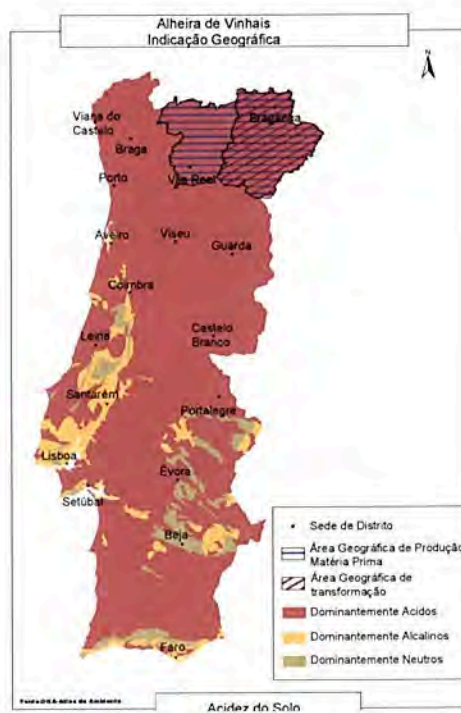 Alheira de Vinhais
Indicação Geográfica
N
Viana do
Castelo
Bragança
Braga
Vila Real
Porto
Aveiro
Viseu
Guarda
Coimbra
Leiria
Castelo
Branco
Santarém
Portalegre
Lisboa
Évora
Setúbal
Beja
Faro
Sede de Distrito
Área Geográfica de Produção
Matéria Prima
Área Geográfica de
transformação
Dominantemente Acidos
Dominantemente Alcalinos
Dominantemente Neutros
Acidez do Solo